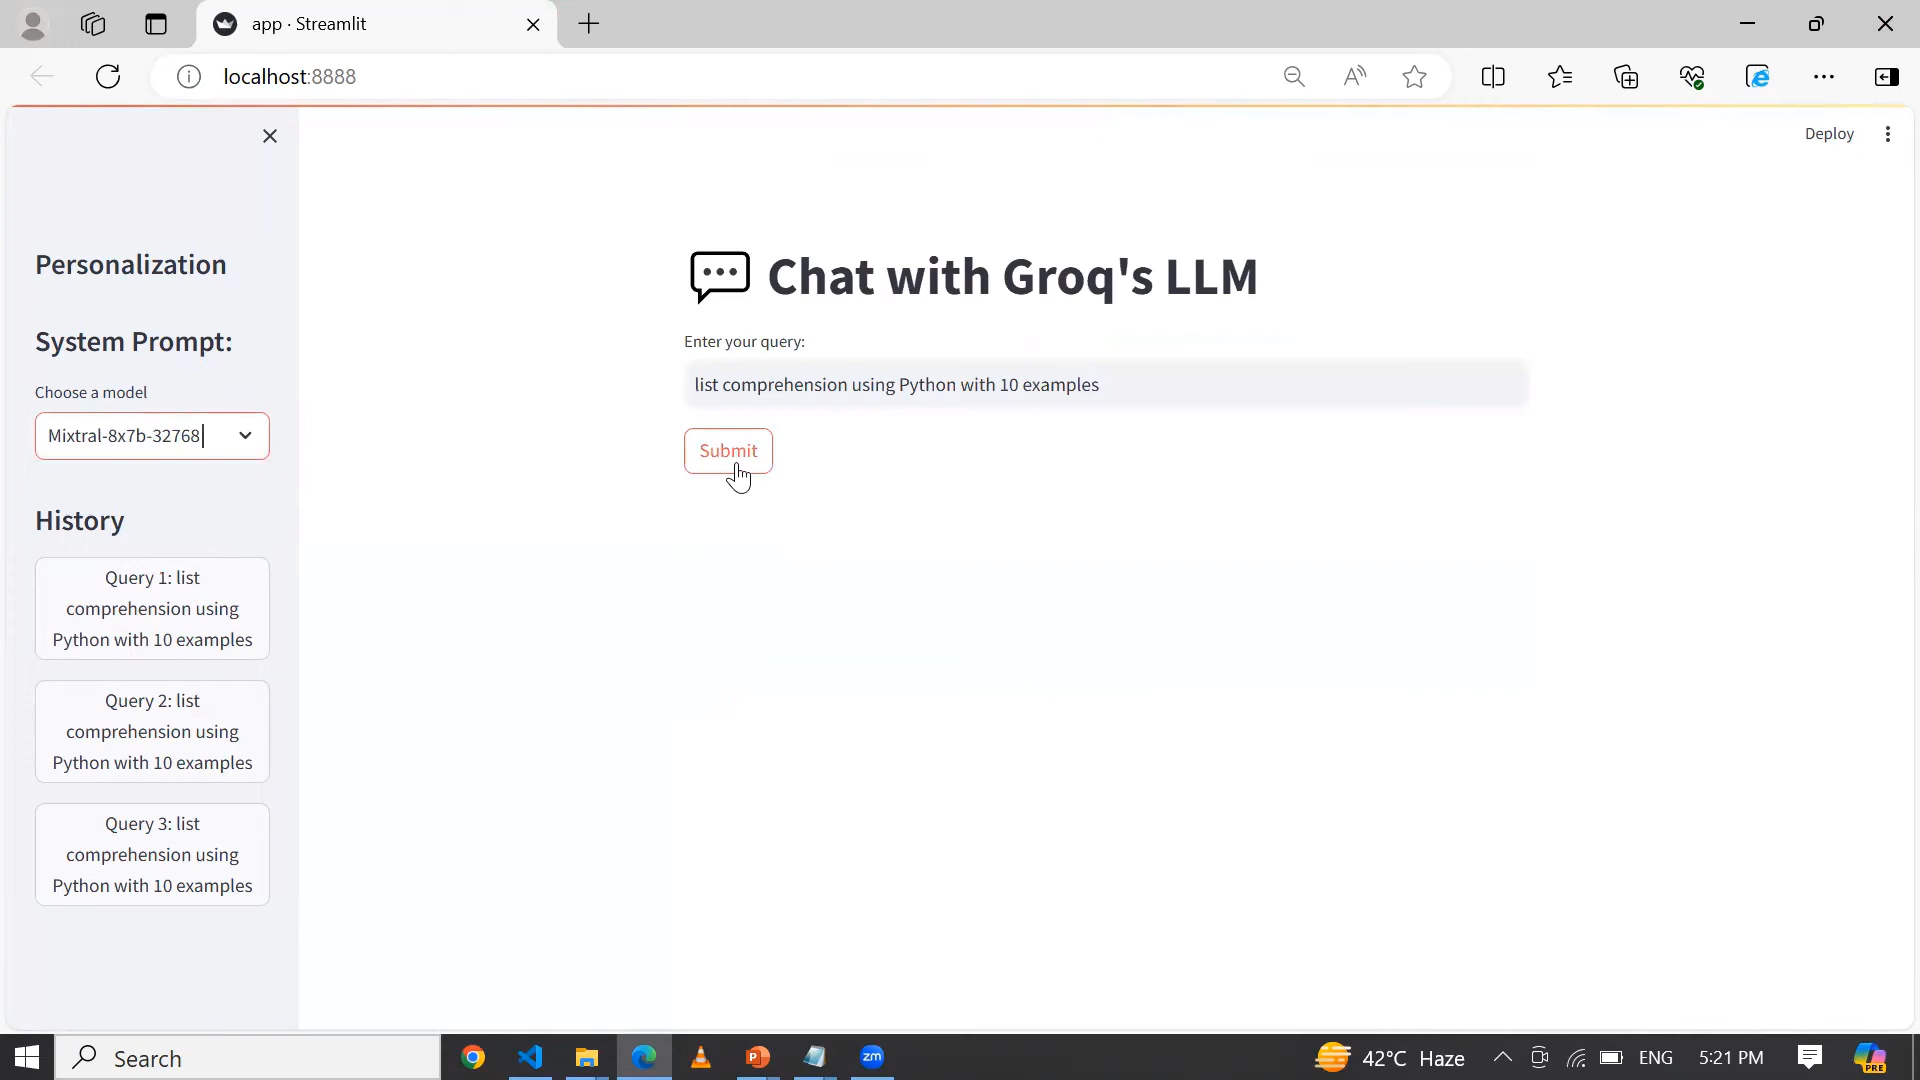 app · Streamlit
localhost:8888
Deploy
Personalization
System Prompt:
Choose a model
Mixtral-8x7b-32768
History
Query 1: list
comprehension using
Python with 10 examples
Query 2: list
comprehension using
Python with 10 examples
Query 3: list
comprehension using
Python with 10 examples
Chat with Groq's LLM
Enter your query:
list comprehension using Python with 10 examples
Submit
Search
zm
42°C Haze
ENG
5:21 PM
PRE